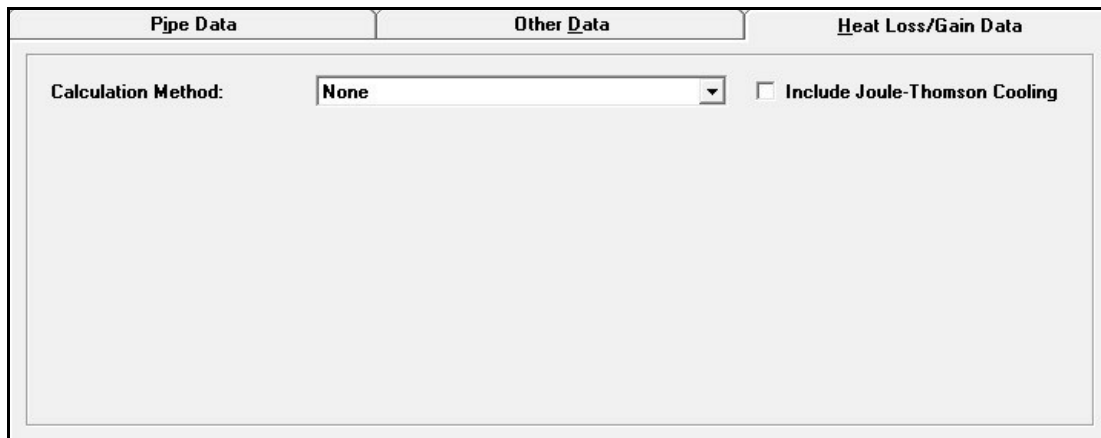 Pipe Data Other Data Heat Loss/Gain Data
Calculation Method: None Include Joule-Thomson Cooling